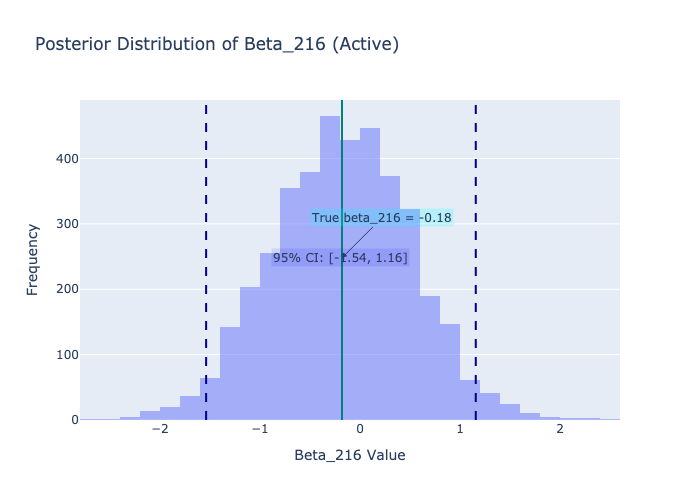 Posterior Distribution of Beta_216 (Active)
400
300
200
100
0
Frequency
True beta_216 = -0.18
95% CI: [-1.54, 1.16]
−2
−1
0
1
2
Beta_216 Value